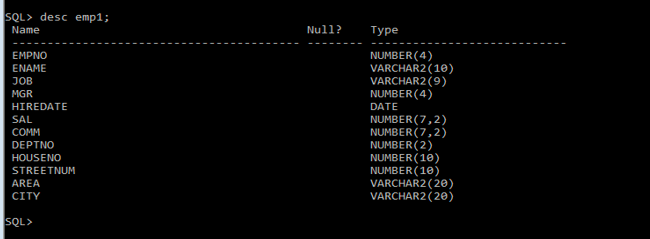 SQL> desc emp1;
Name Null? Type
----------------------------------------- -------- ----------------------------
EMPNO NUMBER(4)
ENAME VARCHAR2(10)
JOB VARCHAR2(9)
MGR NUMBER(4)
HIREDATE DATE
SAL NUMBER(7,2)
COMM NUMBER(7,2)
DEPTNO NUMBER(2)
HOUSENO NUMBER(10)
STREETNUM NUMBER(10)
AREA VARCHAR2(20)
CITY VARCHAR2(20)
SQL>